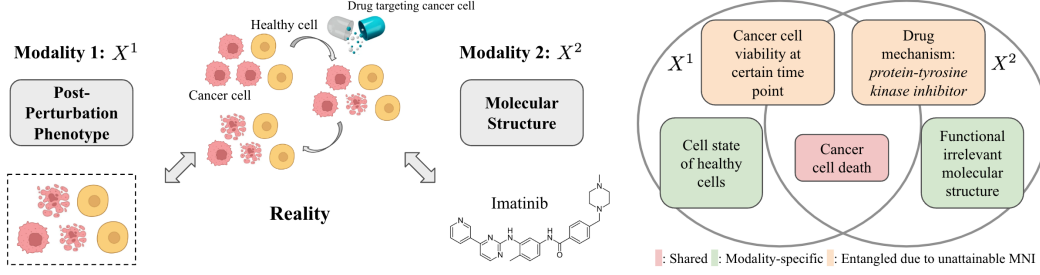 Drug targeting cancer cell
Healthy cell
Modality 1: X¹
Modality 2: X²
Post-
Perturbation
Phenotype
Cancer cell
Molecular
Structure
Reality
Imatinib
N
N
N
H
N
H
N
O
N
N
X¹
X²
Cancer cell
viability at
certain time
point
Drug
mechanism:
protein-tyrosine
kinase inhibitor
Cell state
of healthy
cells
Cancer
cell death
Functional
irrelevant
molecular
structure
: Shared : Modality-specific : Entangled due to unattainable MNI